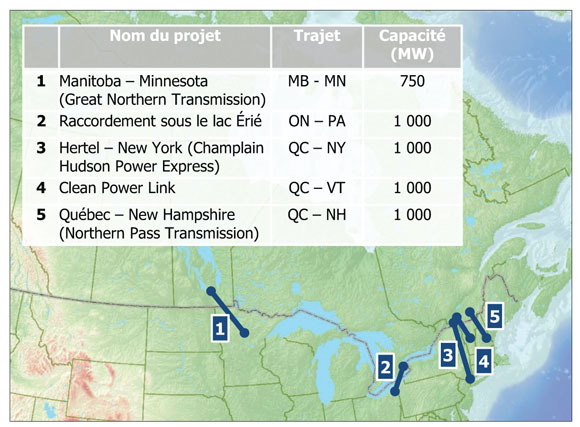 Nom du projet Trajet Capacité
(MW)
1 Manitoba – Minnesota MB - MN 750
(Great Northern Transmission)
2 Raccordement sous le lac Érié ON – PA 1 000
3 Hertel – New York (Champlain QC – NY 1 000
Hudson Power Express)
4 Clean Power Link QC – VT 1 000
5 Québec – New Hampshire QC – NH 1 000
(Northern Pass Transmission)
1
2
3
4
5